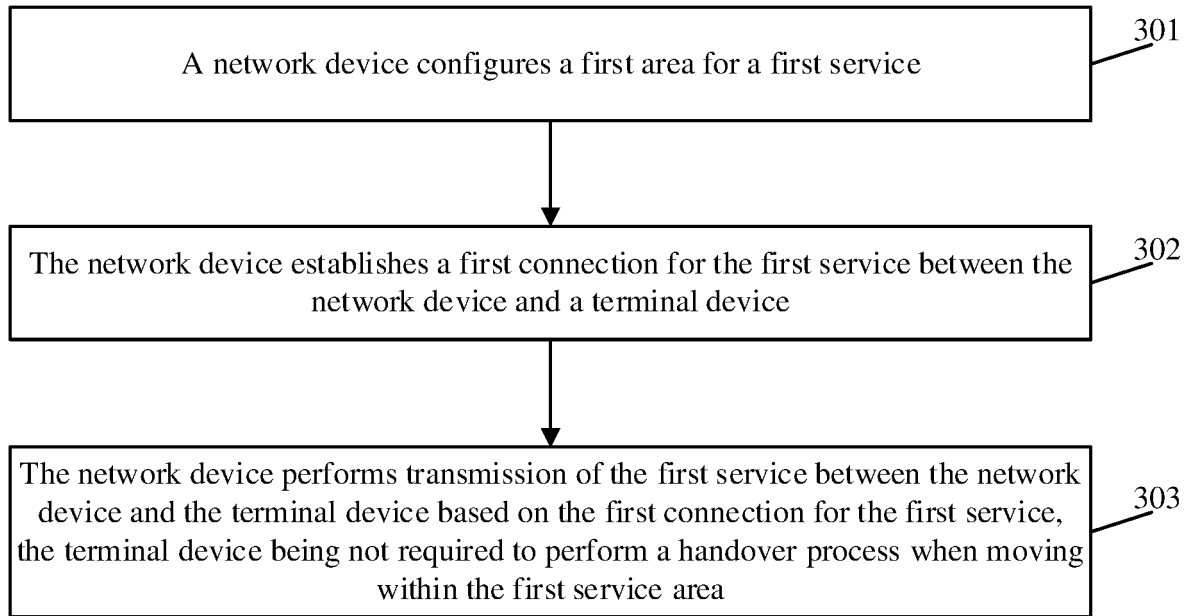 301
A network device configures a first area for a first service
302
The network device establishes a first connection for the first service between the
network device and a terminal device
303
The network device performs transmission of the first service between the network
device and the terminal device based on the first connection for the first service,
the terminal device being not required to perform a handover process when moving
within the first service area